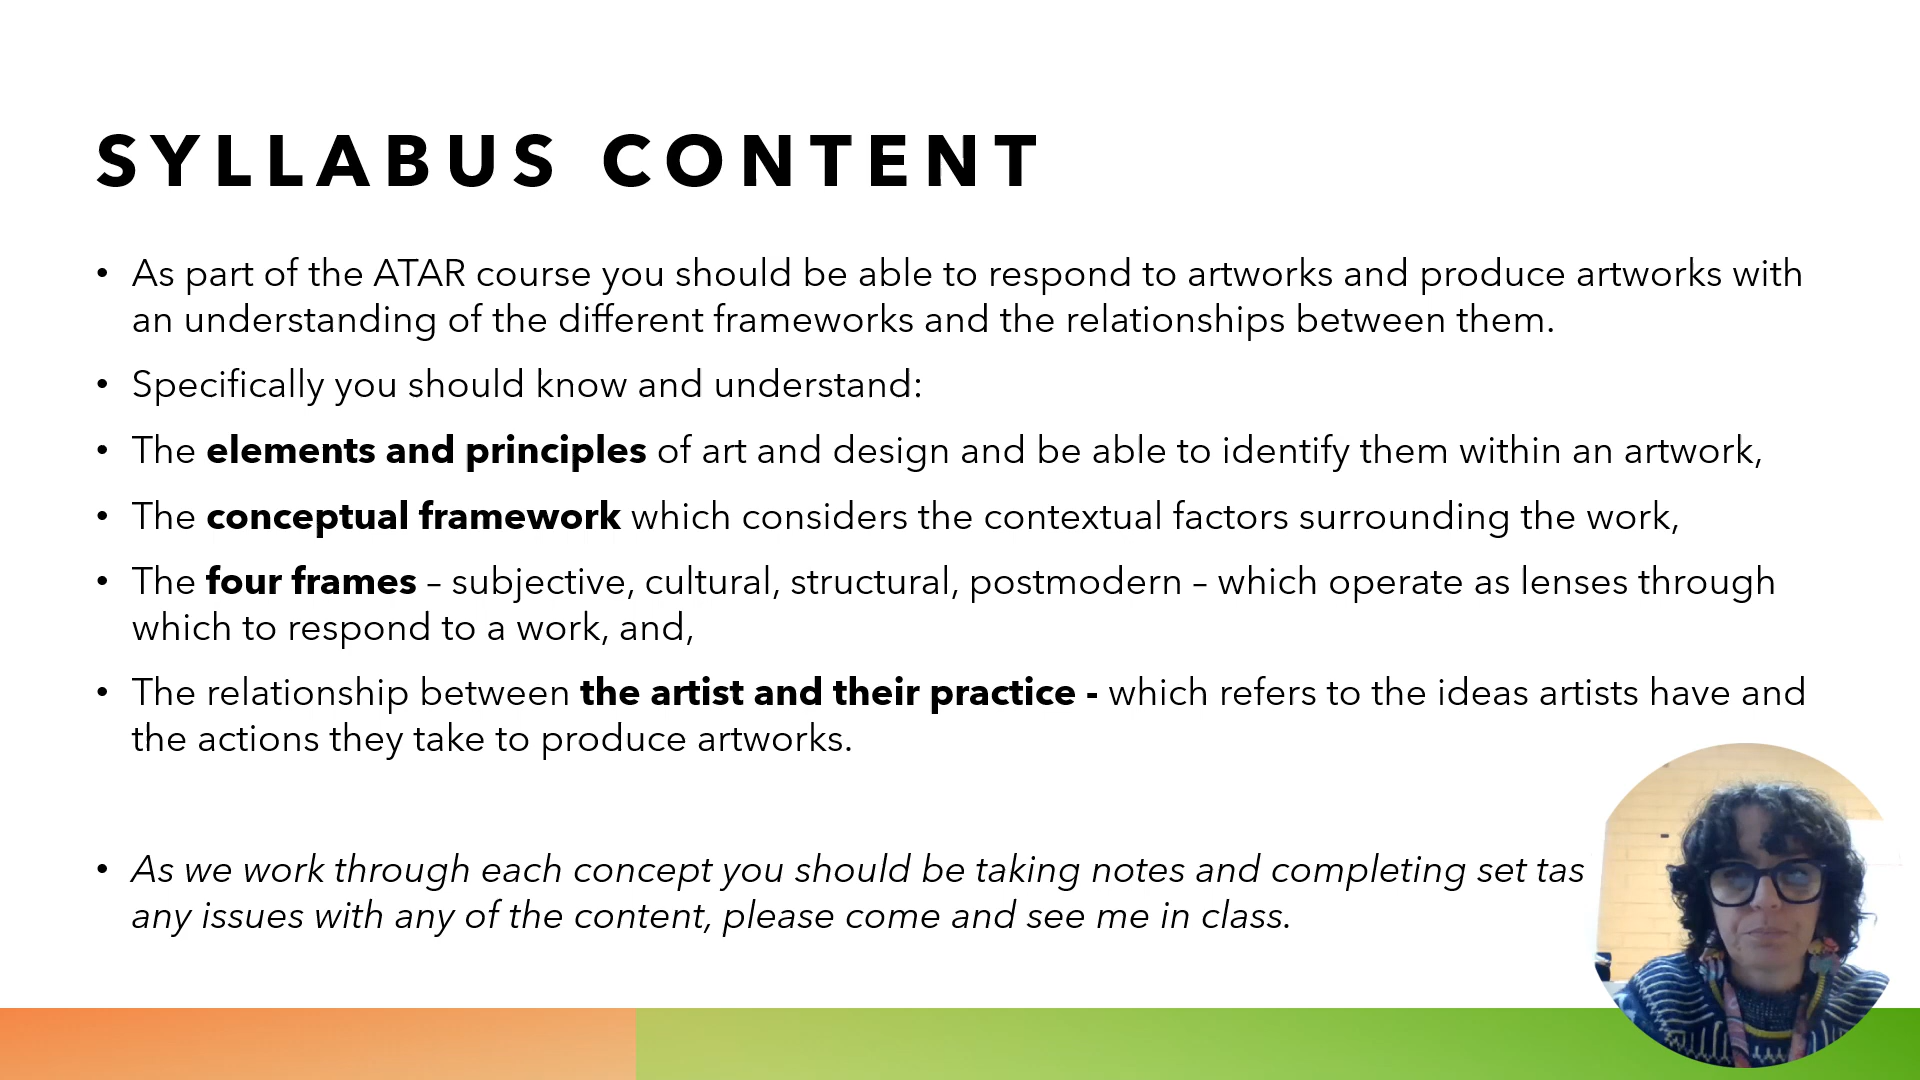 SYLLABUS CONTENT
• As part of the ATAR course you should be able to respond to artworks and produce artworks with
an understanding of the different frameworks and the relationships between them.
• Specifically you should know and understand:
• The elements and principles of art and design and be able to identify them within an artwork,
• The conceptual framework which considers the contextual factors surrounding the work,
• The four frames – subjective, cultural, structural, postmodern – which operate as lenses through
which to respond to a work, and,
• The relationship between the artist and their practice - which refers to the ideas artists have and
the actions they take to produce artworks.
• As we work through each concept you should be taking notes and completing set tas
any issues with any of the content, please come and see me in class.